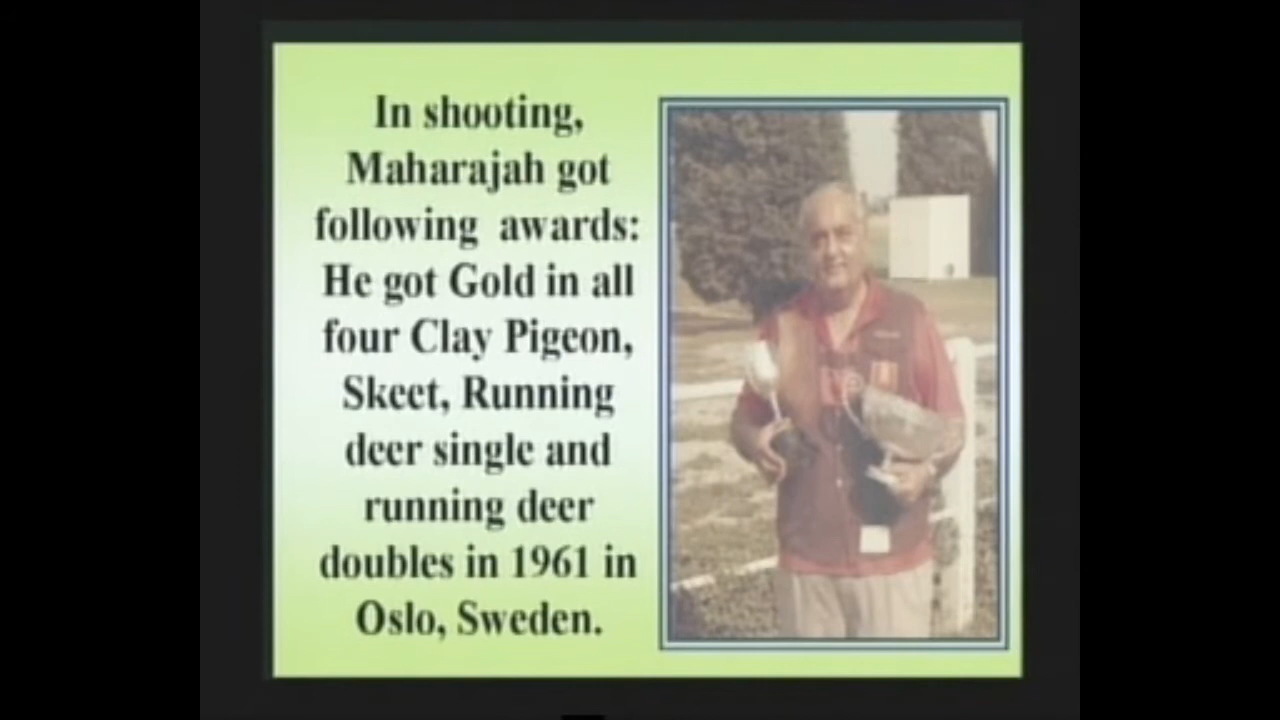 In shooting,
Maharajah got
following awards:
He got Gold in all
four Clay Pigeon,
Skeet, Running
deer single and
running deer
doubles in 1961 in
Oslo, Sweden.